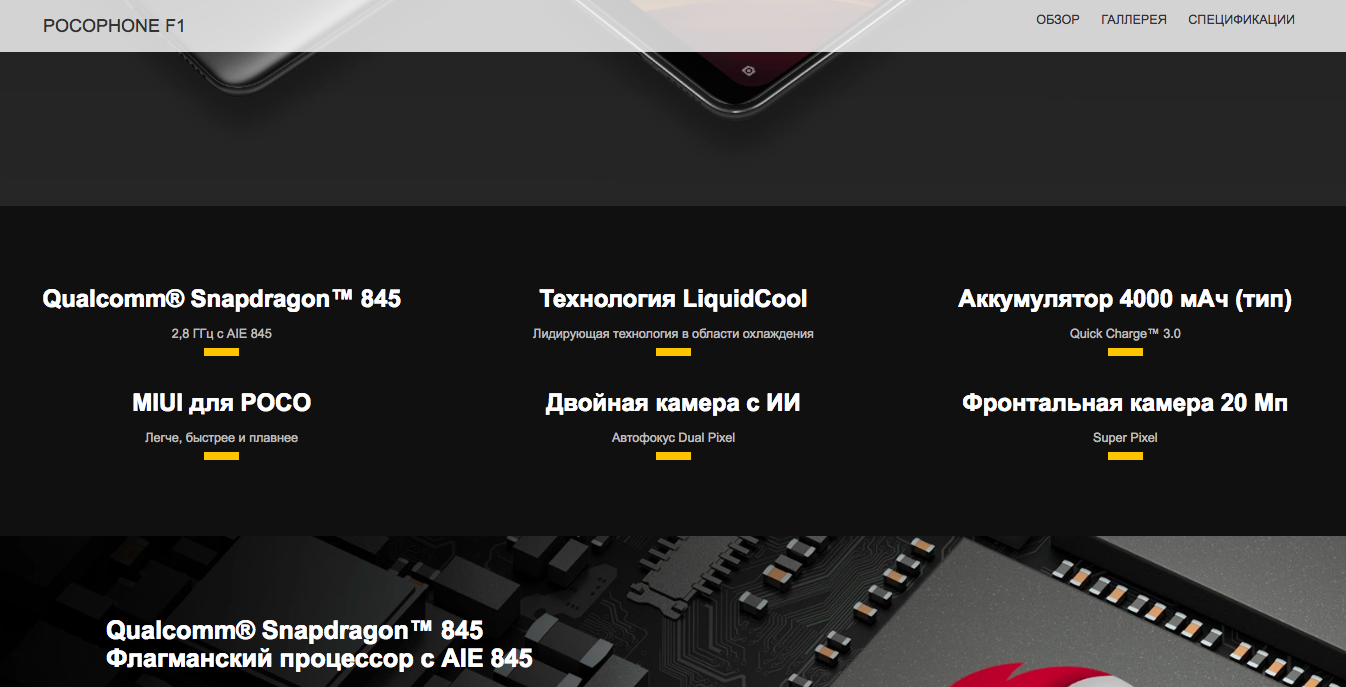 POCOPHONE F1
ОБЗОР ГАЛЛЕРЕЯ СПЕЦИФИКАЦИИ
Qualcomm® Snapdragon™ 845
2,8 ГГц с AIE 845
Технология LiquidCool
Лидирующая технология в области охлаждения
Аккумулятор 4000 мАч (тип)
Quick Charge™ 3.0
MIUI для POCO
Легче, быстрее и плавнее
Двойная камера с ИИ
Автофокус Dual Pixel
Фронтальная камера 20 Мп
Super Pixel
Qualcomm® Snapdragon™ 845
Флагманский процессор с AIE 845